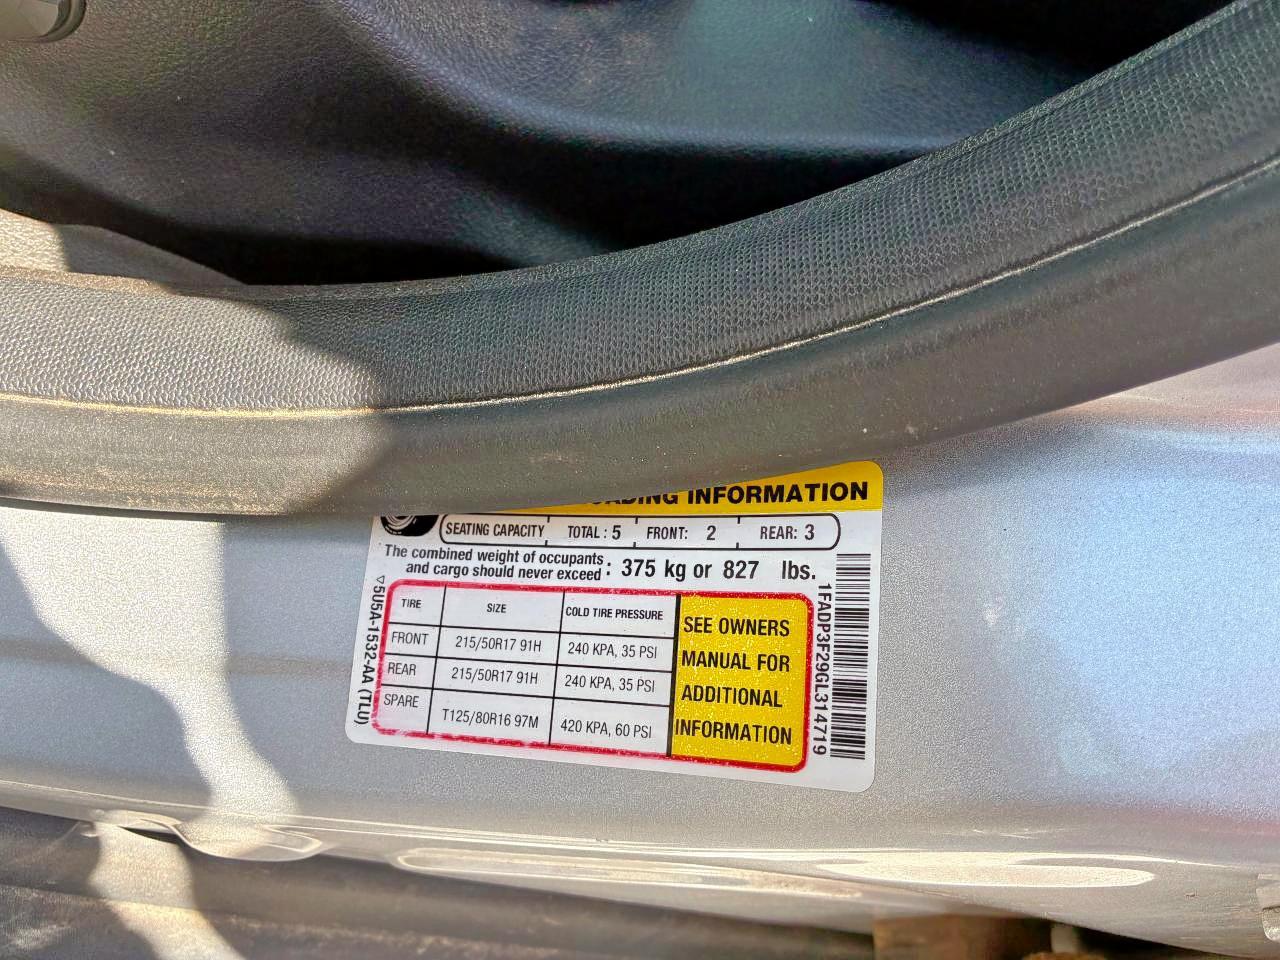 INFORMATION
SEATING CAPACITY TOTAL : 5 FRONT: 2 REAR: 3
The combined weight of occupants
and cargo should never exceed : 375 kg or 827 lbs.
TIRE SIZE COLD TIRE PRESSURE
FRONT 215/50R17 91H 240 KPA, 35 PSI
REAR 215/50R17 91H 240 KPA, 35 PSI
SPARE T125/80R16 97M 420 KPA, 60 PSI
SEE OWNERS
MANUAL FOR
ADDITIONAL
INFORMATION
▽5U5A-1532-AA (TLU)
1FADP3F29GL314719